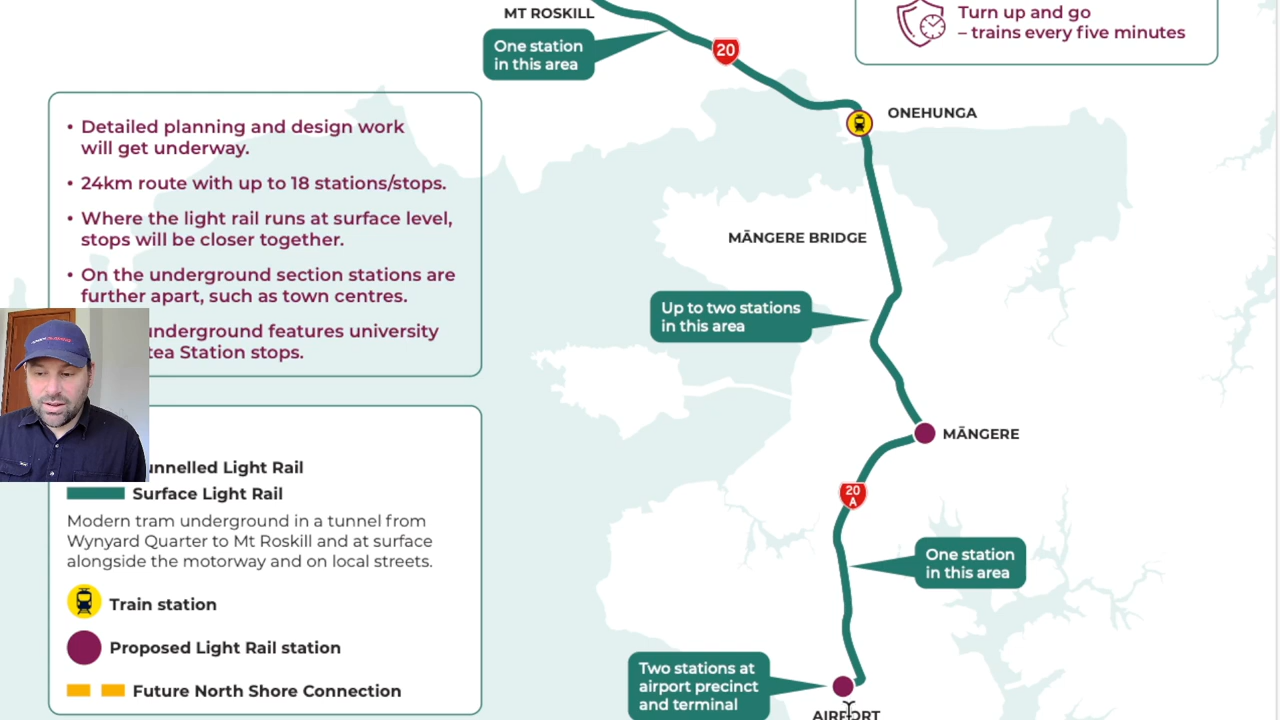 MT ROSKILL
One station
in this area
20
Turn up and go
– trains every five minutes
ONEHUNGA
• Detailed planning and design work
will get underway.
• 24km route with up to 18 stations/stops.
• Where the light rail runs at surface level,
stops will be closer together.
• On the underground section stations are
further apart, such as town centres.
underground features university
Station stops.
MĀNGERE BRIDGE
Up to two stations
in this area
MĀNGERE
20
A
One station
in this area
Two stations at
airport precinct
and terminal
AIRPORT
Light Rail
Surface Light Rail
Modern tram underground in a tunnel from
Wynyard Quarter to Mt Roskill and at surface
alongside the motorway and on local streets.
Train station
Proposed Light Rail station
Future North Shore Connection